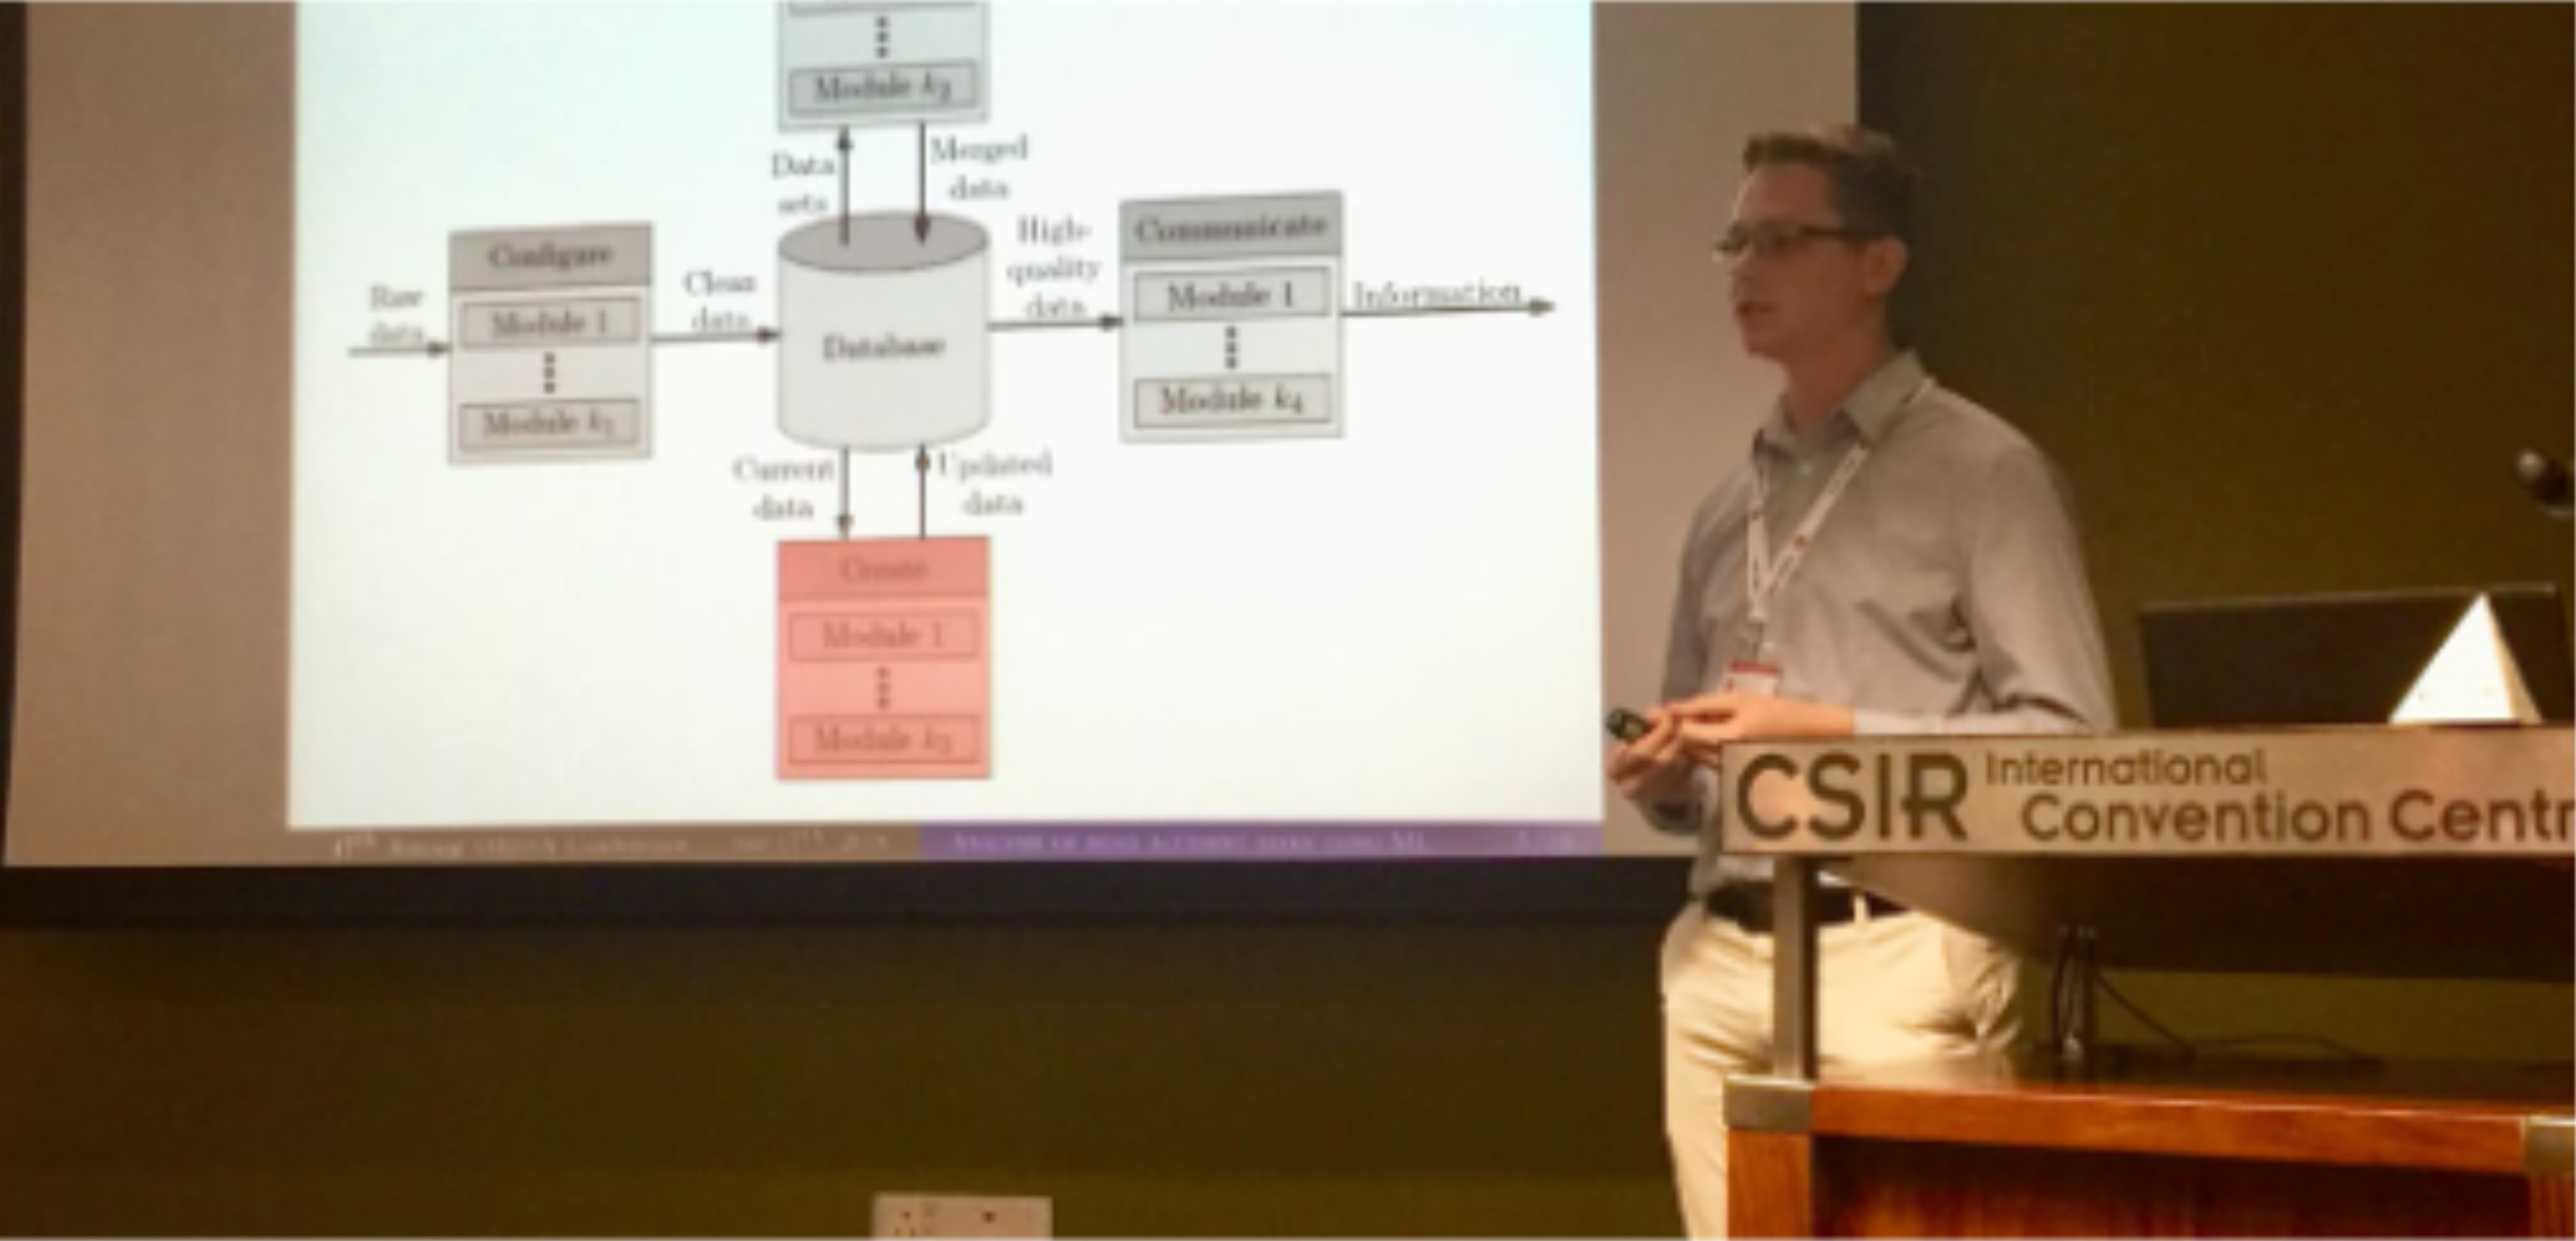 Module k₂
Data
sets
Merged
data
Configure
Module 1
Module k₁
Raw
data
Clean
data
Database
High-
quality
data
Communicate
Module 1
Module k₄
Information
Current
data
Updated
data
Create
Module 1
Module k₃
CSIR International
Convention Centr